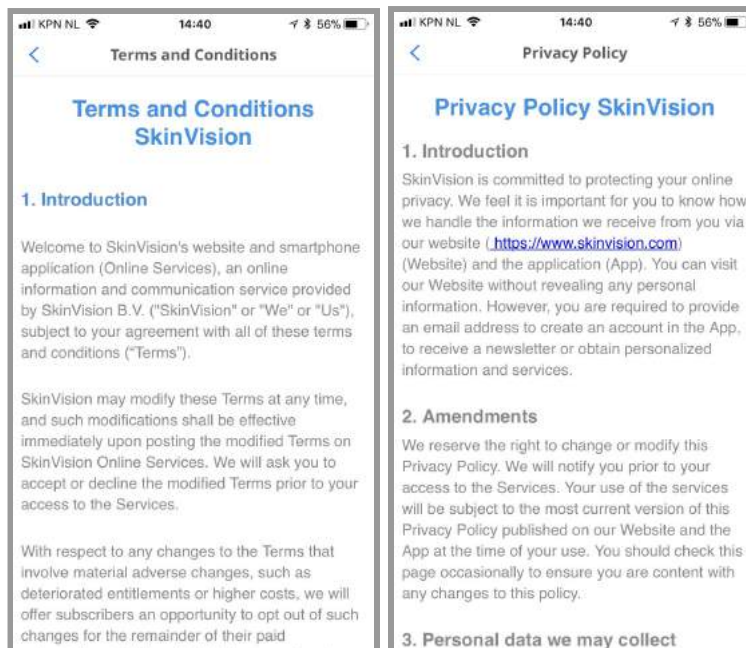 KPN NL 14:40 56%
Terms and Conditions
Terms and Conditions
SkinVision
1. Introduction
Welcome to SkinVision's website and smartphone
application (Online Services), an online
information and communication service provided
by SkinVision B.V. ("SkinVision" or "We" or "Us"),
subject to your agreement with all of these terms
and conditions (“Terms”).
SkinVision may modify these Terms at any time,
and such modifications shall be effective
immediately upon posting the modified Terms on
SkinVision Online Services. We will ask you to
accept or decline the modified Terms prior to your
access to the Services.
With respect to any changes to the Terms that
involve material adverse changes, such as
deteriorated entitlements or higher costs, we will
offer subscribers an opportunity to opt out of such
changes for the remainder of their paid
KPN NL 14:40 56%
Privacy Policy
Privacy Policy SkinVision
1. Introduction
SkinVision is committed to protecting your online
privacy. We feel it is important for you to know how
we handle the information we receive from you via
our website ( https://www.skinvision.com)
(Website) and the application (App). You can visit
our Website without revealing any personal
information. However, you are required to provide
an email address to create an account in the App,
to receive a newsletter or obtain personalized
information and services.
2. Amendments
We reserve the right to change or modify this
Privacy Policy. We will notify you prior to your
access to the Services. Your use of the services
will be subject to the most current version of this
Privacy Policy published on our Website and the
App at the time of your use. You should check this
page occasionally to ensure you are content with
any changes to this policy.
3. Personal data we may collect